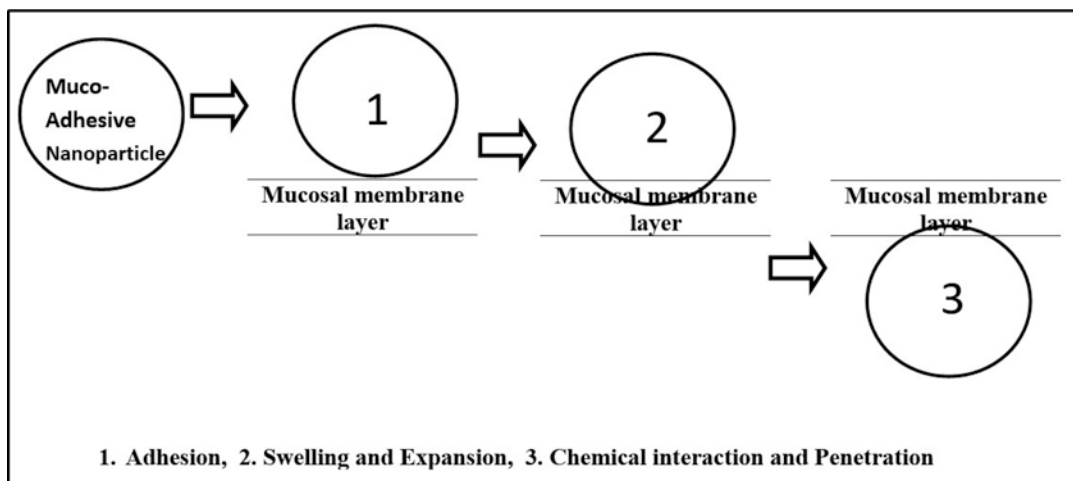 Muco-
Adhesive
Nanoparticle
1
Mucosal membrane
layer
2
Mucosal membrane
layer
Mucosal membrane
layer
3
1. Adhesion, 2. Swelling and Expansion, 3. Chemical interaction and Penetration